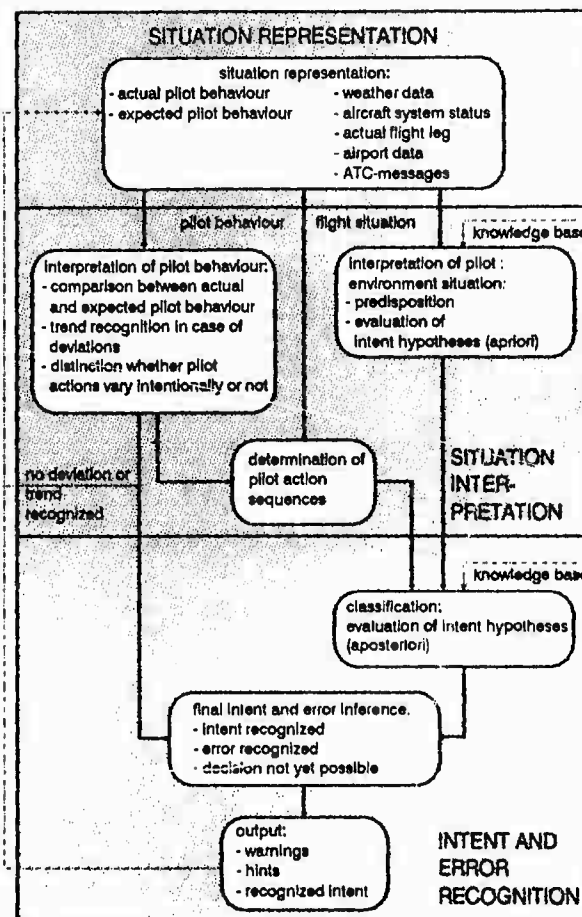 SITUATION REPRESENTATION
situation representation:
- actual pilot behaviour
- expected pilot behaviour
- weather data
- aircraft system status
- actual flight leg
- airport data
- ATC-messages
pilot behaviour
flight situation
knowledge base
interpretation of pilot behaviour:
- comparison between actual
and expected pilot behaviour
- trend recognition in case of
deviations
- distinction whether pilot
actions vary intentionally or not
interpretation of pilot :
environment situation:
- predisposition
- evaluation of
intent hypotheses (apriori)
no deviation or
trend
recognized
determination of
pilot action
sequences
SITUATION
INTER-
PRETATION
knowledge base
classification:
evaluation of intent hypotheses
(aposteriori)
final intent and error inference.
- intent recognized
- error recognized
- decision not yet possible
output:
- warnings
- hints
- recognized intent
INTENT AND
ERROR
RECOGNITION